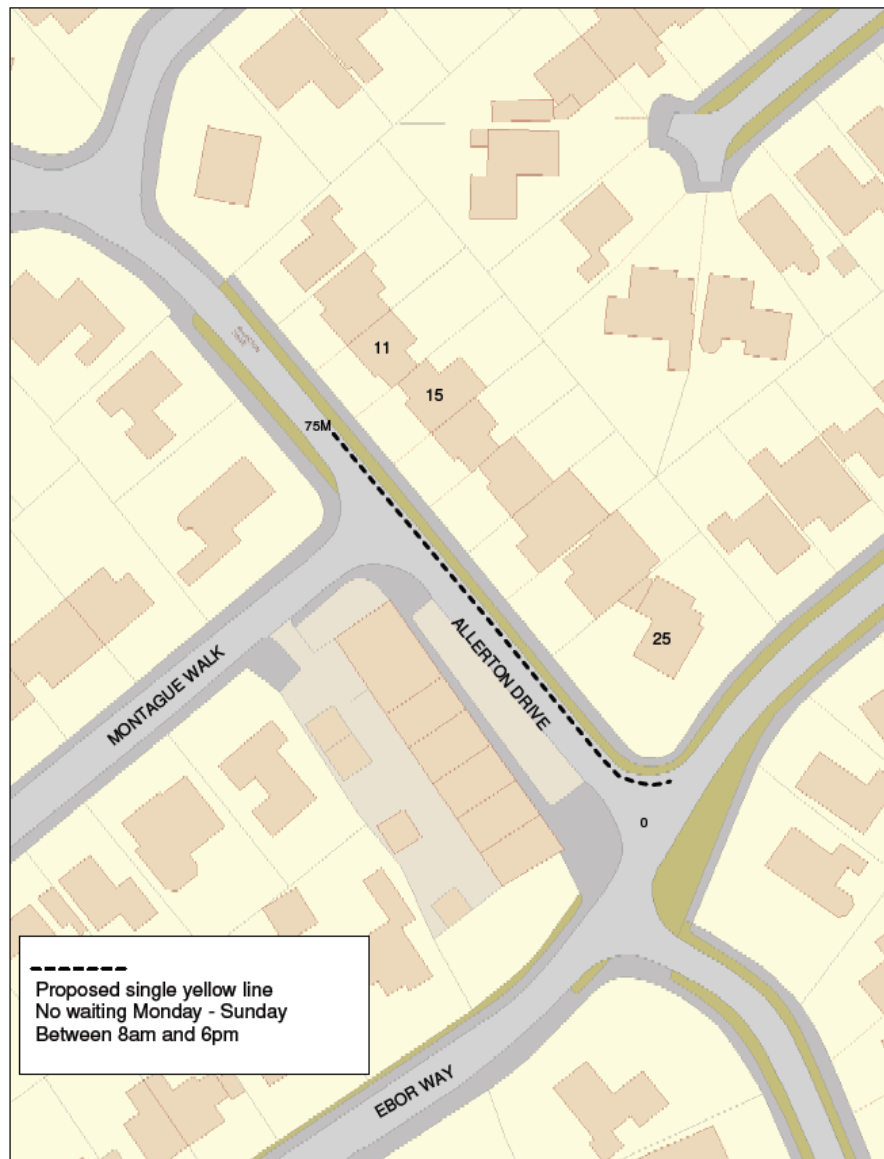 11
15
75M
ALLERTON DRIVE
25
MONTAGUE WALK
0
Proposed single yellow line
No waiting Monday - Sunday
Between 8am and 6pm
EBOR WAY